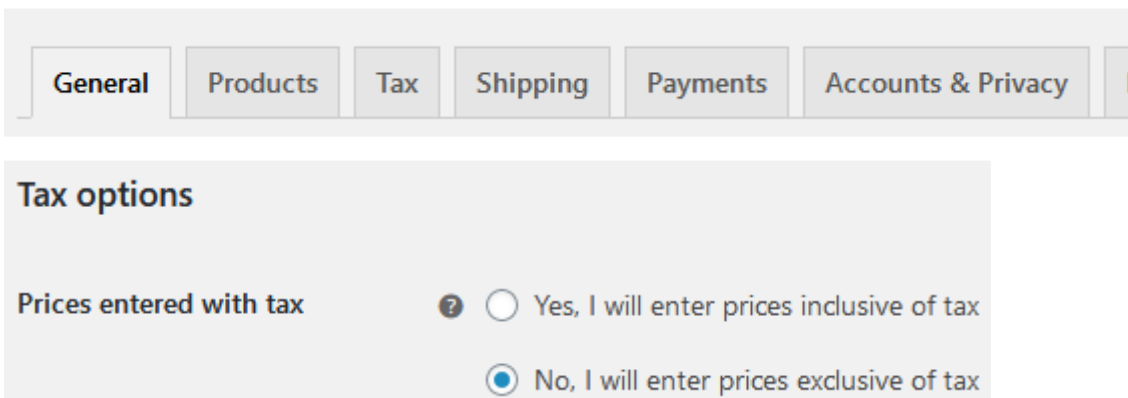 General Products Tax Shipping Payments Accounts & Privacy
Tax options
Prices entered with tax ? Yes, I will enter prices inclusive of tax
No, I will enter prices exclusive of tax